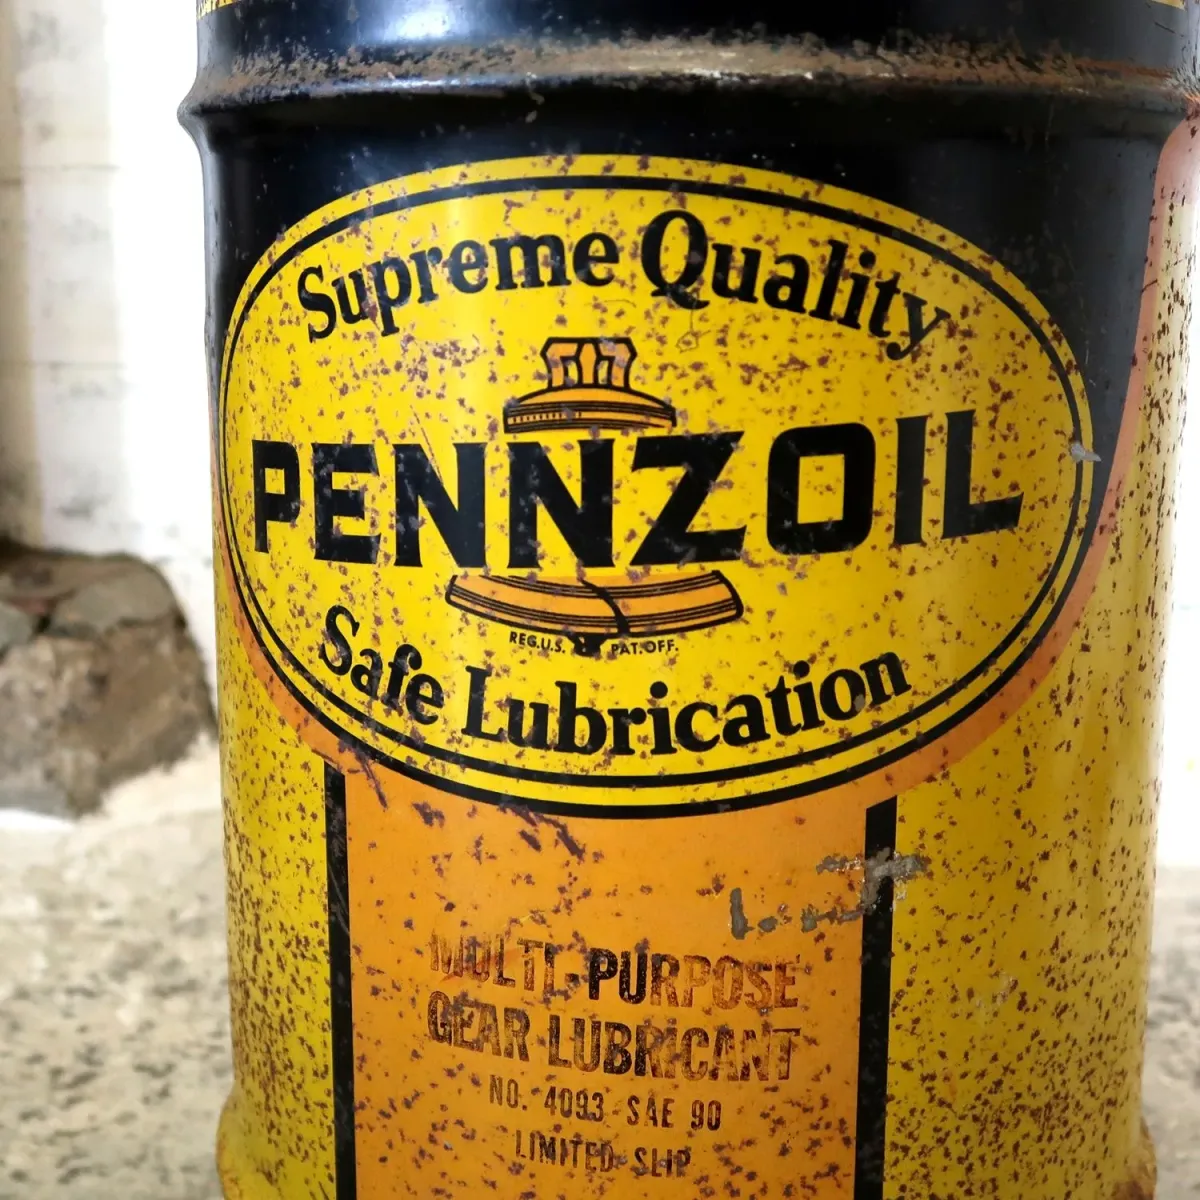 Supreme Quality
PENNZOIL
REG.U.S. PAT.OFF.
Safe Lubrication
MULTI-PURPOSE
GEAR LUBRICANT
NO. 4093 SAE 90
LIMITED-SLIP